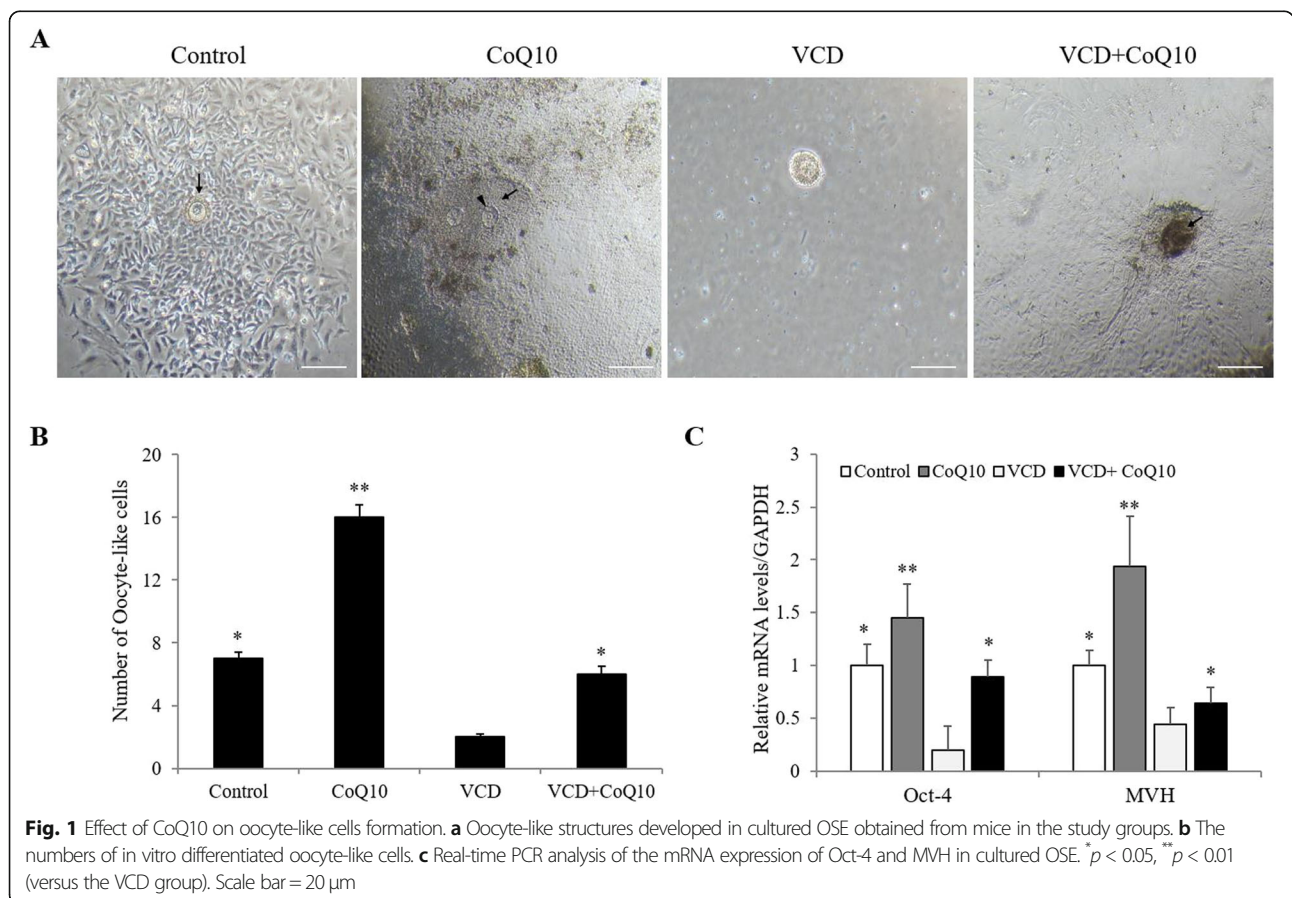 A
Control
CoQ10
VCD
VCD+CoQ10
B
Number of Oocyte-like cells
20
16
12
8
4
0
*
**
*
Control
CoQ10
VCD
VCD+CoQ10
C
Relative mRNA levels/GAPDH
3
2.5
2
1.5
1
0.5
0
Control CoQ10 VCD VCD+ CoQ10
*
**
*
*
**
*
Oct-4
MVH
Fig. 1 Effect of CoQ10 on oocyte-like cells formation. a Oocyte-like structures developed in cultured OSE obtained from mice in the study groups. b The
numbers of in vitro differentiated oocyte-like cells. c Real-time PCR analysis of the mRNA expression of Oct-4 and MVH in cultured OSE. *p < 0.05, **p < 0.01
(versus the VCD group). Scale bar = 20 μm